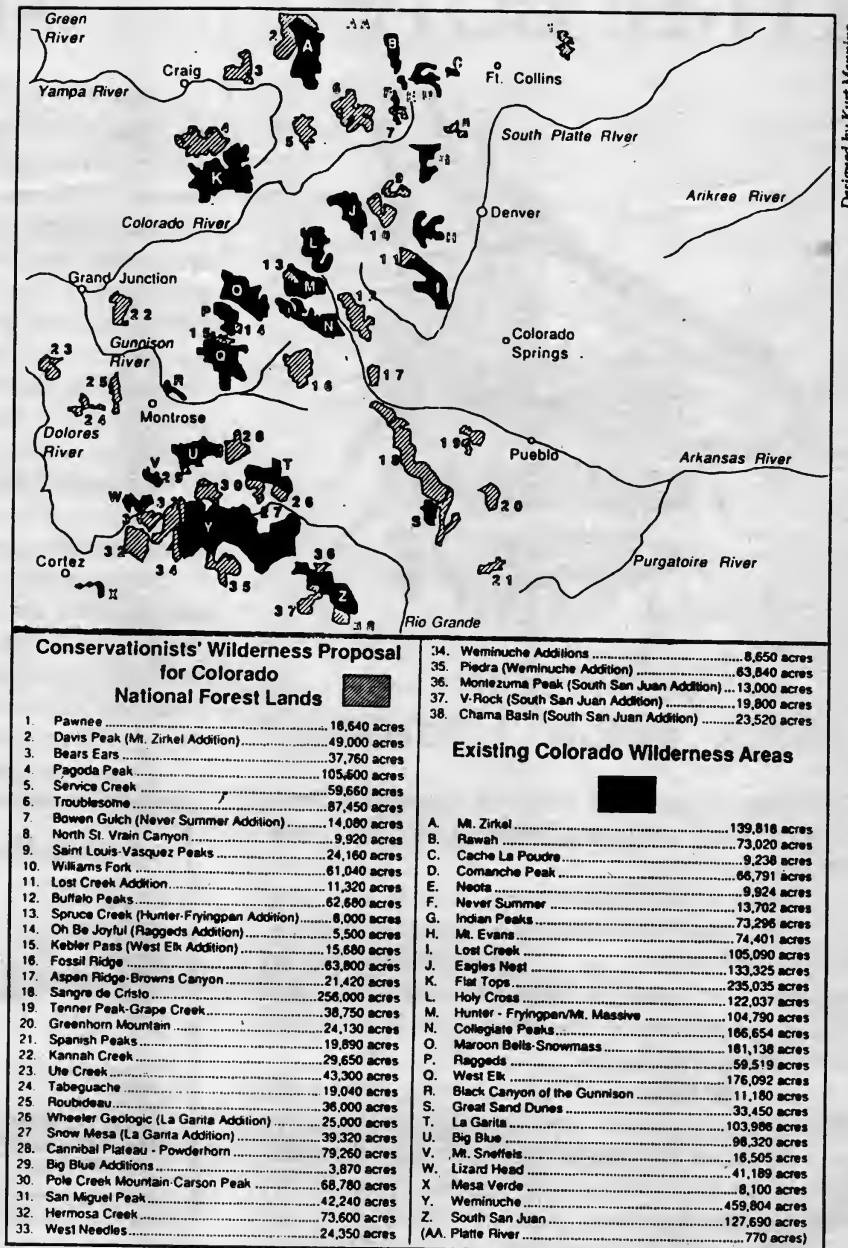 Green
River
Craig
Yampa River
Ft. Collins
South Platte River
Arikree River
Colorado River
Denver
Grand Junction
Gunnison
River
Colorado
Springs
Montrose
Dolores
River
Pueblo
Arkansas River
Cortez
Purgatoire River
Rio Grande
Conservationists' Wilderness Proposal
for Colorado
National Forest Lands
1. Pawnee 18,640 acres
2. Davis Peak (Mt. Zirkel Addition) 49,000 acres
3. Bears Ears 37,760 acres
4. Pagoda Peak 105,600 acres
5. Service Creek 59,660 acres
6. Troublesome 87,450 acres
7. Bowen Gulch (Never Summer Addition) 14,080 acres
8. North St. Vrain Canyon 9,920 acres
9. Saint Louis-Vasquez Peaks 24,160 acres
10. Williams Fork 61,040 acres
11. Lost Creek Addition 11,320 acres
12. Buffalo Peaks 62,680 acres
13. Spruce Creek (Hunter-Fryingpan Addition) 8,000 acres
14. Oh Be Joyful (Raggeds Addition) 5,500 acres
15. Kebler Pass (West Elk Addition) 15,680 acres
16. Fossil Ridge 63,800 acres
17. Aspen Ridge-Browns Canyon 21,420 acres
18. Sangre de Cristo 256,000 acres
19. Tenner Peak-Grape Creek 38,750 acres
20. Greenhorn Mountain 24,130 acres
21. Spanish Peaks 19,890 acres
22. Kannah Creek 29,650 acres
23. Ute Creek 43,300 acres
24. Tabeguache 19,040 acres
25. Roubideau 36,000 acres
26 Wheeler Geologic (La Garita Addition) 25,000 acres
27 Snow Mesa (La Garita Addition) 39,320 acres
28. Cannibal Plateau - Powderhorn 79,260 acres
29. Big Blue Additions 3,870 acres
30. Pole Creek Mountain-Carson Peak 68,780 acres
31. San Miguel Peak 42,240 acres
32. Hermosa Creek 73,600 acres
33. West Needles 24,350 acres
34. Weminuche Additions 8,650 acres
35. Piedra (Weminuche Addition) 63,840 acres
36. Montezuma Peak (South San Juan Addition) 13,000 acres
37. V-Rock (South San Juan Addition) 19,800 acres
38. Chama Basin (South San Juan Addition) 23,520 acres
Existing Colorado Wilderness Areas
A. Mt. Zirkel 139,818 acres
B. Rawah 73,020 acres
C. Cache La Poudre 9,238 acres
D. Comanche Peak 66,791 acres
E. Neota 9,924 acres
F. Never Summer 13,702 acres
G. Indian Peaks 73,296 acres
H. Mt. Evans 74,401 acres
I. Lost Creek 105,090 acres
J. Eagles Nest 133,325 acres
K. Flat Tops 235,035 acres
L. Holy Cross 122,037 acres
M. Hunter - Fryingpan/Mt. Massive 104,790 acres
N. Collegiate Peaks 166,654 acres
O. Maroon Bells-Snowmass 181,138 acres
P. Raggeds 59,519 acres
Q. West Elk 176,092 acres
R. Black Canyon of the Gunnison 11,180 acres
S. Great Sand Dunes 33,450 acres
T. La Garita 103,986 acres
U. Big Blue 98,320 acres
V. Mt. Sneffels 16,505 acres
W. Lizard Head 41,189 acres
X Mesa Verde 8,100 acres
Y. Weminuche 459,804 acres
Z. South San Juan 127,690 acres
(AA. Platte River 770 acres)